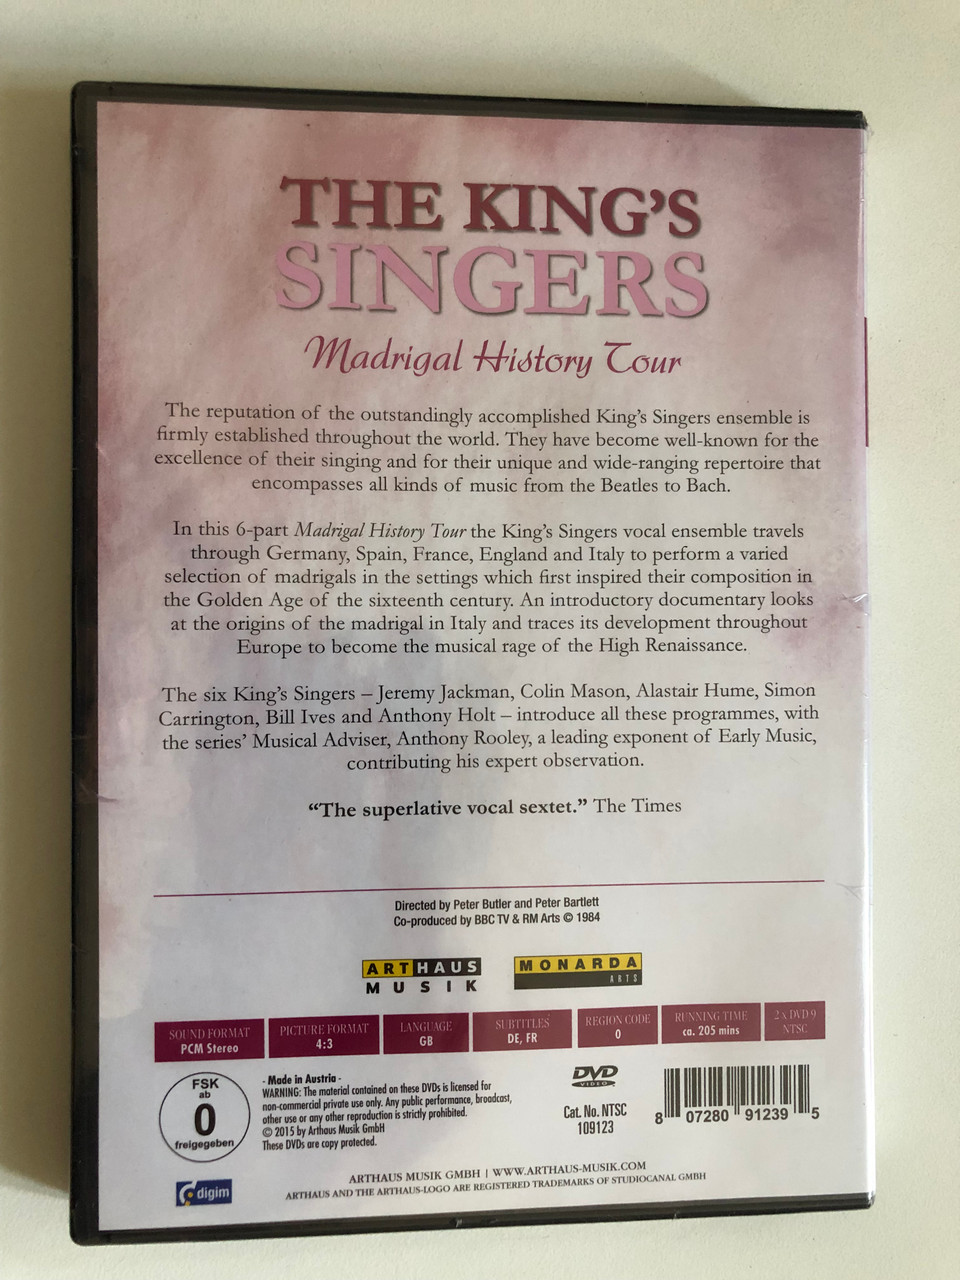 THE KING'S
SINGERS
Madrigal History Tour
The reputation of the outstandingly accomplished King's Singers ensemble is
firmly established throughout the world. They have become well-known for the
excellence of their singing and for their unique and wide-ranging repertoire that
encompasses all kinds of music from the Beatles to Bach.
In this 6-part Madrigal History Tour the King's Singers vocal ensemble travels
through Germany, Spain, France, England and Italy to perform a varied
selection of madrigals in the settings which first inspired their composition in
the Golden Age of the sixteenth century. An introductory documentary looks
at the origins of the madrigal in Italy and traces its development throughout
Europe to become the musical rage of the High Renaissance.
The six King's Singers – Jeremy Jackman, Colin Mason, Alastair Hume, Simon
Carrington, Bill Ives and Anthony Holt – introduce all these programmes, with
the series' Musical Adviser, Anthony Rooley, a leading exponent of Early Music,
contributing his expert observation.
“The superlative vocal sextet.” The Times
Directed by Peter Butler and Peter Bartlett
Co-produced by BBC TV & RM Arts © 1984
ARTHAUS
MUSIK
MONARDA
ARTS
SOUND FORMAT
PCM Stereo
PICTURE FORMAT
4:3
LANGUAGE
GB
SUBTITLES
DE, FR
REGION CODE
0
RUNNING TIME
ca. 205 mins
2 x DVD 9
NTSC
FSK
ab
0
freigegeben
- Made in Austria -
WARNING: The material contained on these DVDs is licensed for
non-commercial private use only. Any public performance, broadcast,
other use or any other reproduction is strictly prohibited.
© 2015 by Arthaus Musik GmbH
These DVDs are copy protected.
DVD
VIDEO
Cat. No. NTSC
109123
8 07280 91239 5
digim
ARTHAUS MUSIK GMBH | WWW.ARTHAUS-MUSIK.COM
ARTHAUS AND THE ARTHAUS-LOGO ARE REGISTERED TRADEMARKS OF STUDIOCANAL GMBH